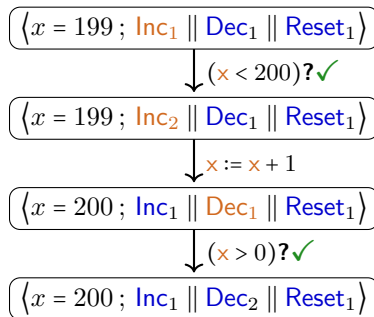 ⟨x = 199 ; Inc₁ || Dec₁ || Reset₁⟩
(x < 200)?✓
⟨x = 199 ; Inc₂ || Dec₁ || Reset₁⟩
x := x + 1
⟨x = 200 ; Inc₁ || Dec₁ || Reset₁⟩
(x > 0)?✓
⟨x = 200 ; Inc₁ || Dec₂ || Reset₁⟩